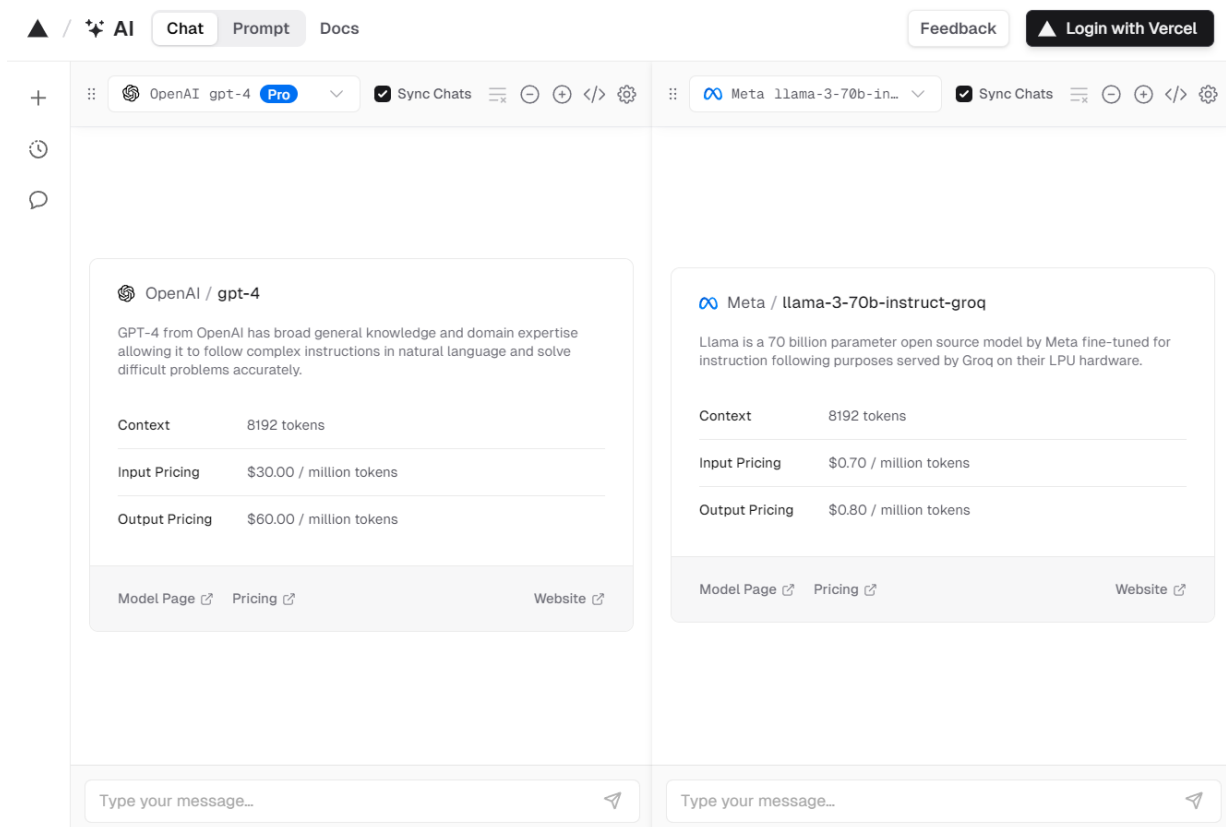 AI
Chat
Prompt
Docs
Feedback
Login with Vercel
OpenAI gpt-4 Pro
Sync Chats
Meta llama-3-70b-in…
Sync Chats
OpenAI / gpt-4
GPT-4 from OpenAI has broad general knowledge and domain expertise
allowing it to follow complex instructions in natural language and solve
difficult problems accurately.
Context 8192 tokens
Input Pricing $30.00 / million tokens
Output Pricing $60.00 / million tokens
Model Page
Pricing
Website
Type your message…
Meta / llama-3-70b-instruct-groq
Llama is a 70 billion parameter open source model by Meta fine-tuned for
instruction following purposes served by Groq on their LPU hardware.
Context 8192 tokens
Input Pricing $0.70 / million tokens
Output Pricing $0.80 / million tokens
Model Page
Pricing
Website
Type your message…